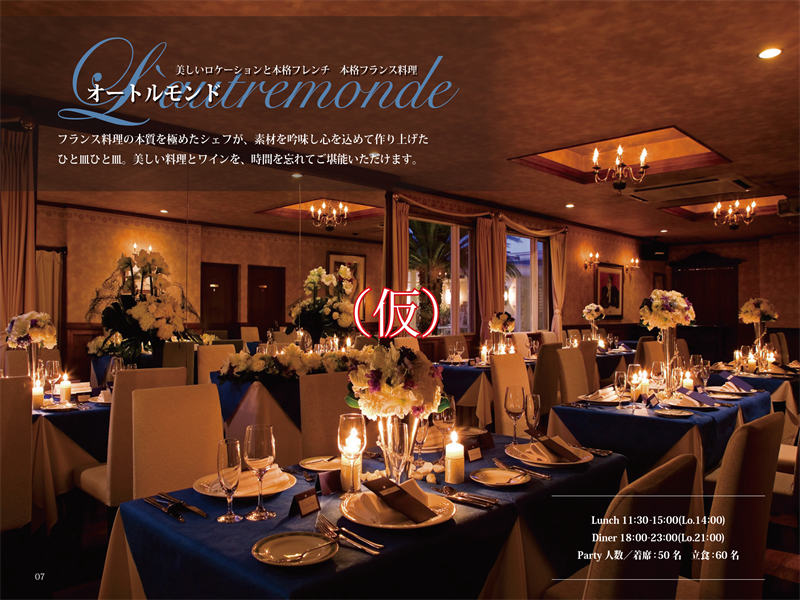 美しいロケーションと本格フレンチ　本格フランス料理
L'autremonde
オートルモンド
フランス料理の本質を極めたシェフが、素材を吟味し心を込めて作り上げた
ひと皿ひと皿。美しい料理とワインを、時間を忘れてご堪能いただけます。
（仮）
Lunch 11:30-15:00(Lo.14:00)
Diner 18:00-23:00(Lo.21:00)
Party 人数／着席：50 名　立食：60 名
07